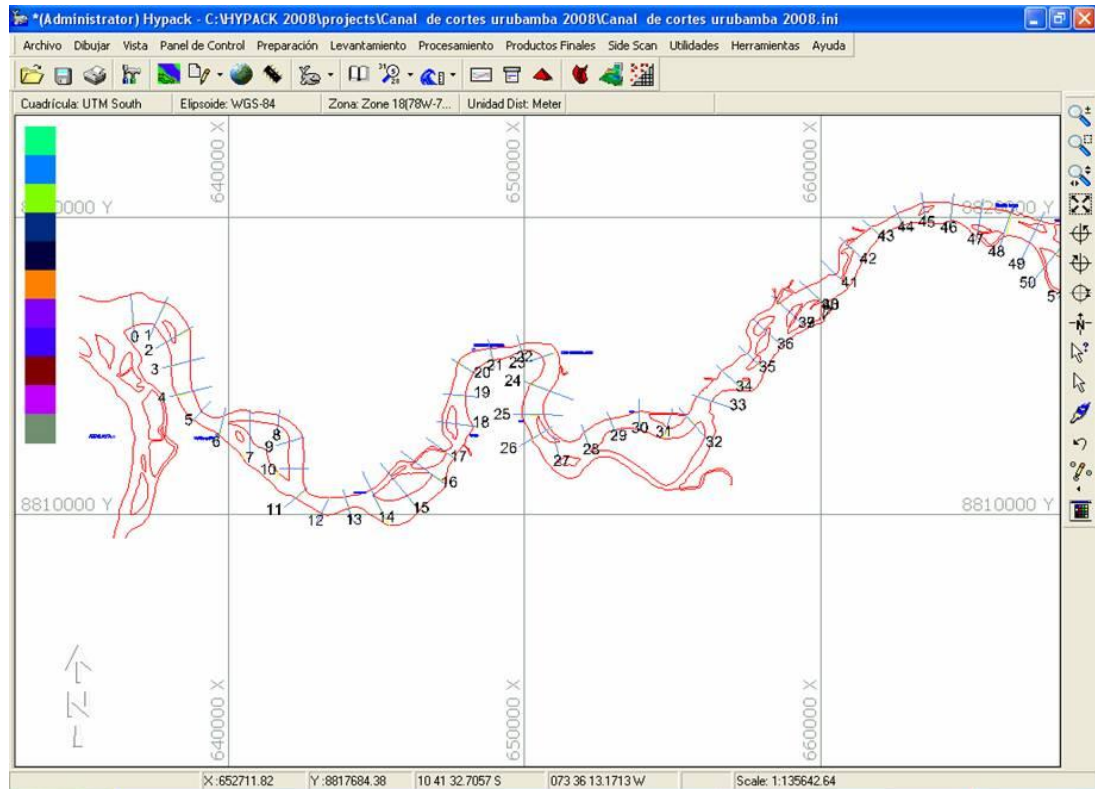 *(Administrator) Hypack - C:\HYPACK 2008\projects\Canal de cortes urubamba 2008\Canal de cortes urubamba 2008.ini
Archivo Dibujar Vista Panel de Control Preparación Levantamiento Procesamiento Productos Finales Side Scan Utilidades Herramientas Ayuda
Cuadrícula: UTM South Elipsoide: WGS-84 Zona: Zone 18(78W-7... Unidad Dist: Meter
640000 X 650000 X 660000 X
8820000 Y
0 1 2 3 4 5 6 7 8 9 10 11 12 13 14 15 16 17 18 19 20 21 22 23 24 25 26 27 28 29 30 31 32 33 34 35 36 39 41 42 43 44 45 46 47 48 49 50
8810000 Y 8810000 Y
N
640000 X 650000 X 660000 X
X :652711.82 Y :8817684.38 10 41 32.7057 S 073 36 13.1713 W Scale: 1:135642.64